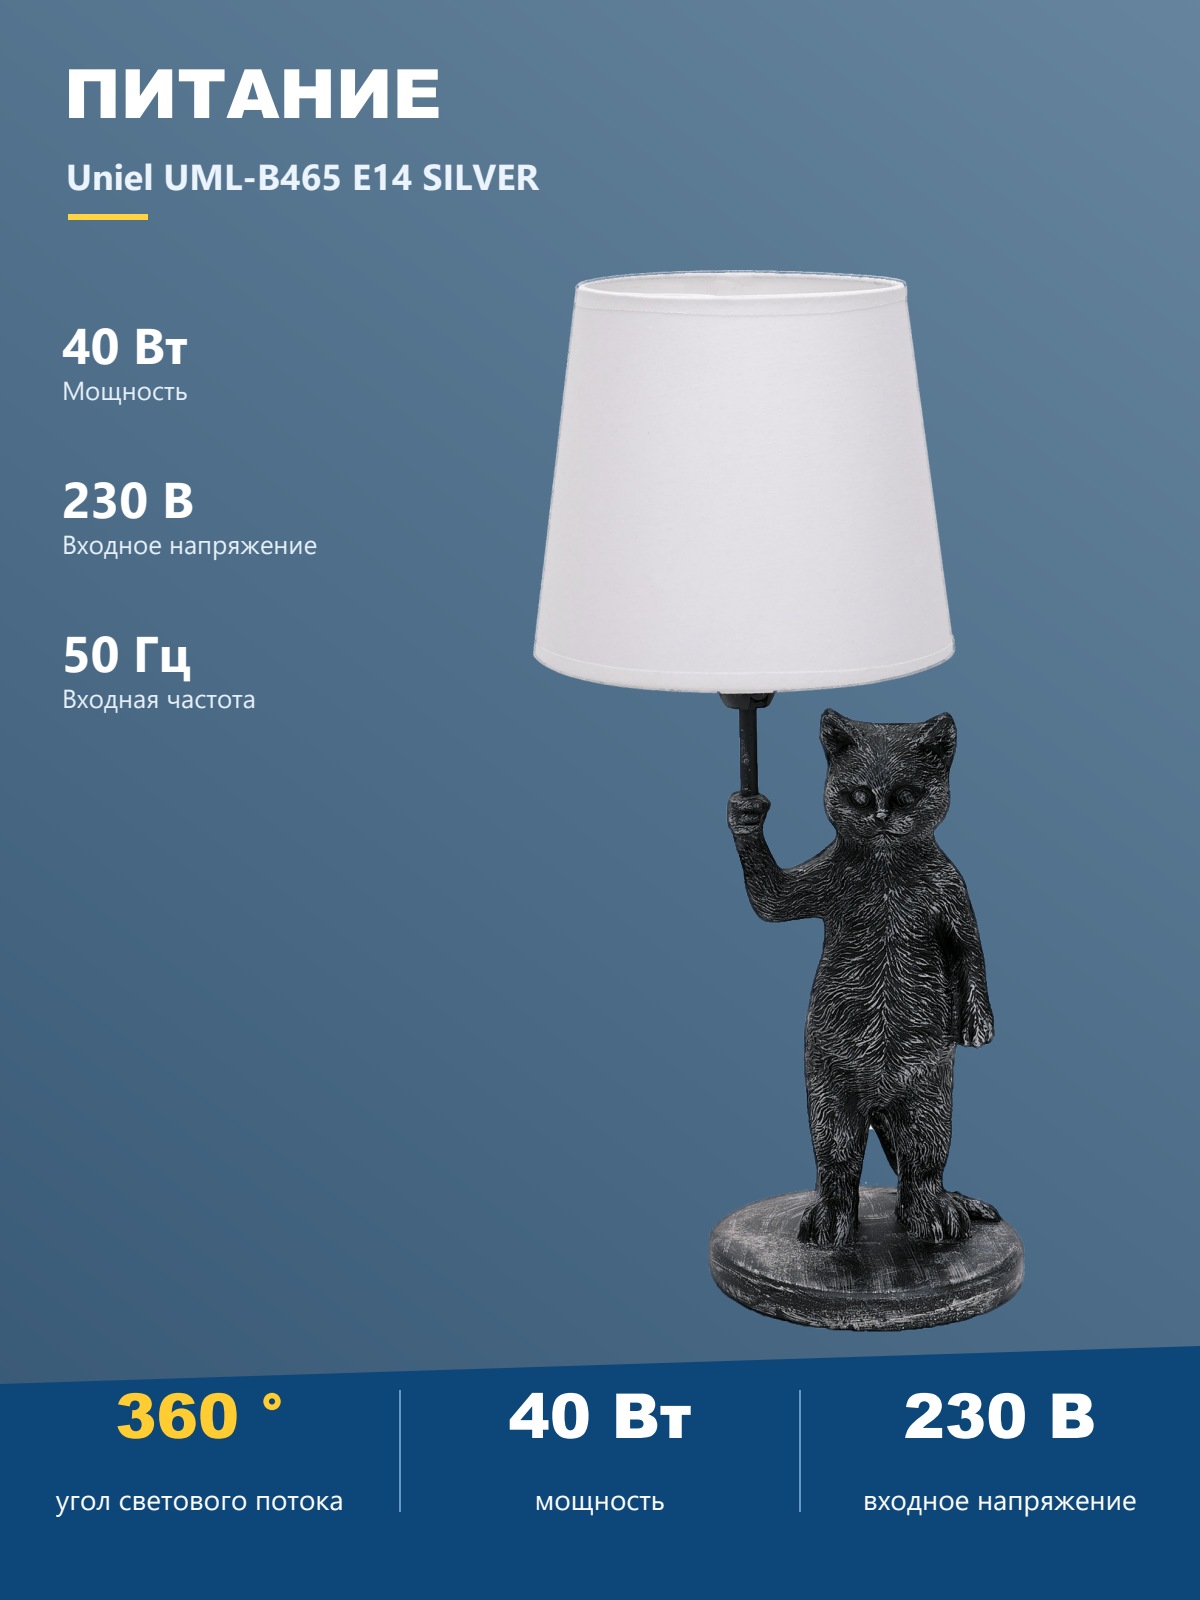 ПИТАНИЕ
Uniel UML-B465 E14 SILVER
40 Вт
Мощность
230 В
Входное напряжение
50 Гц
Входная частота
360 °
угол светового потока
40 Вт
мощность
230 В
входное напряжение